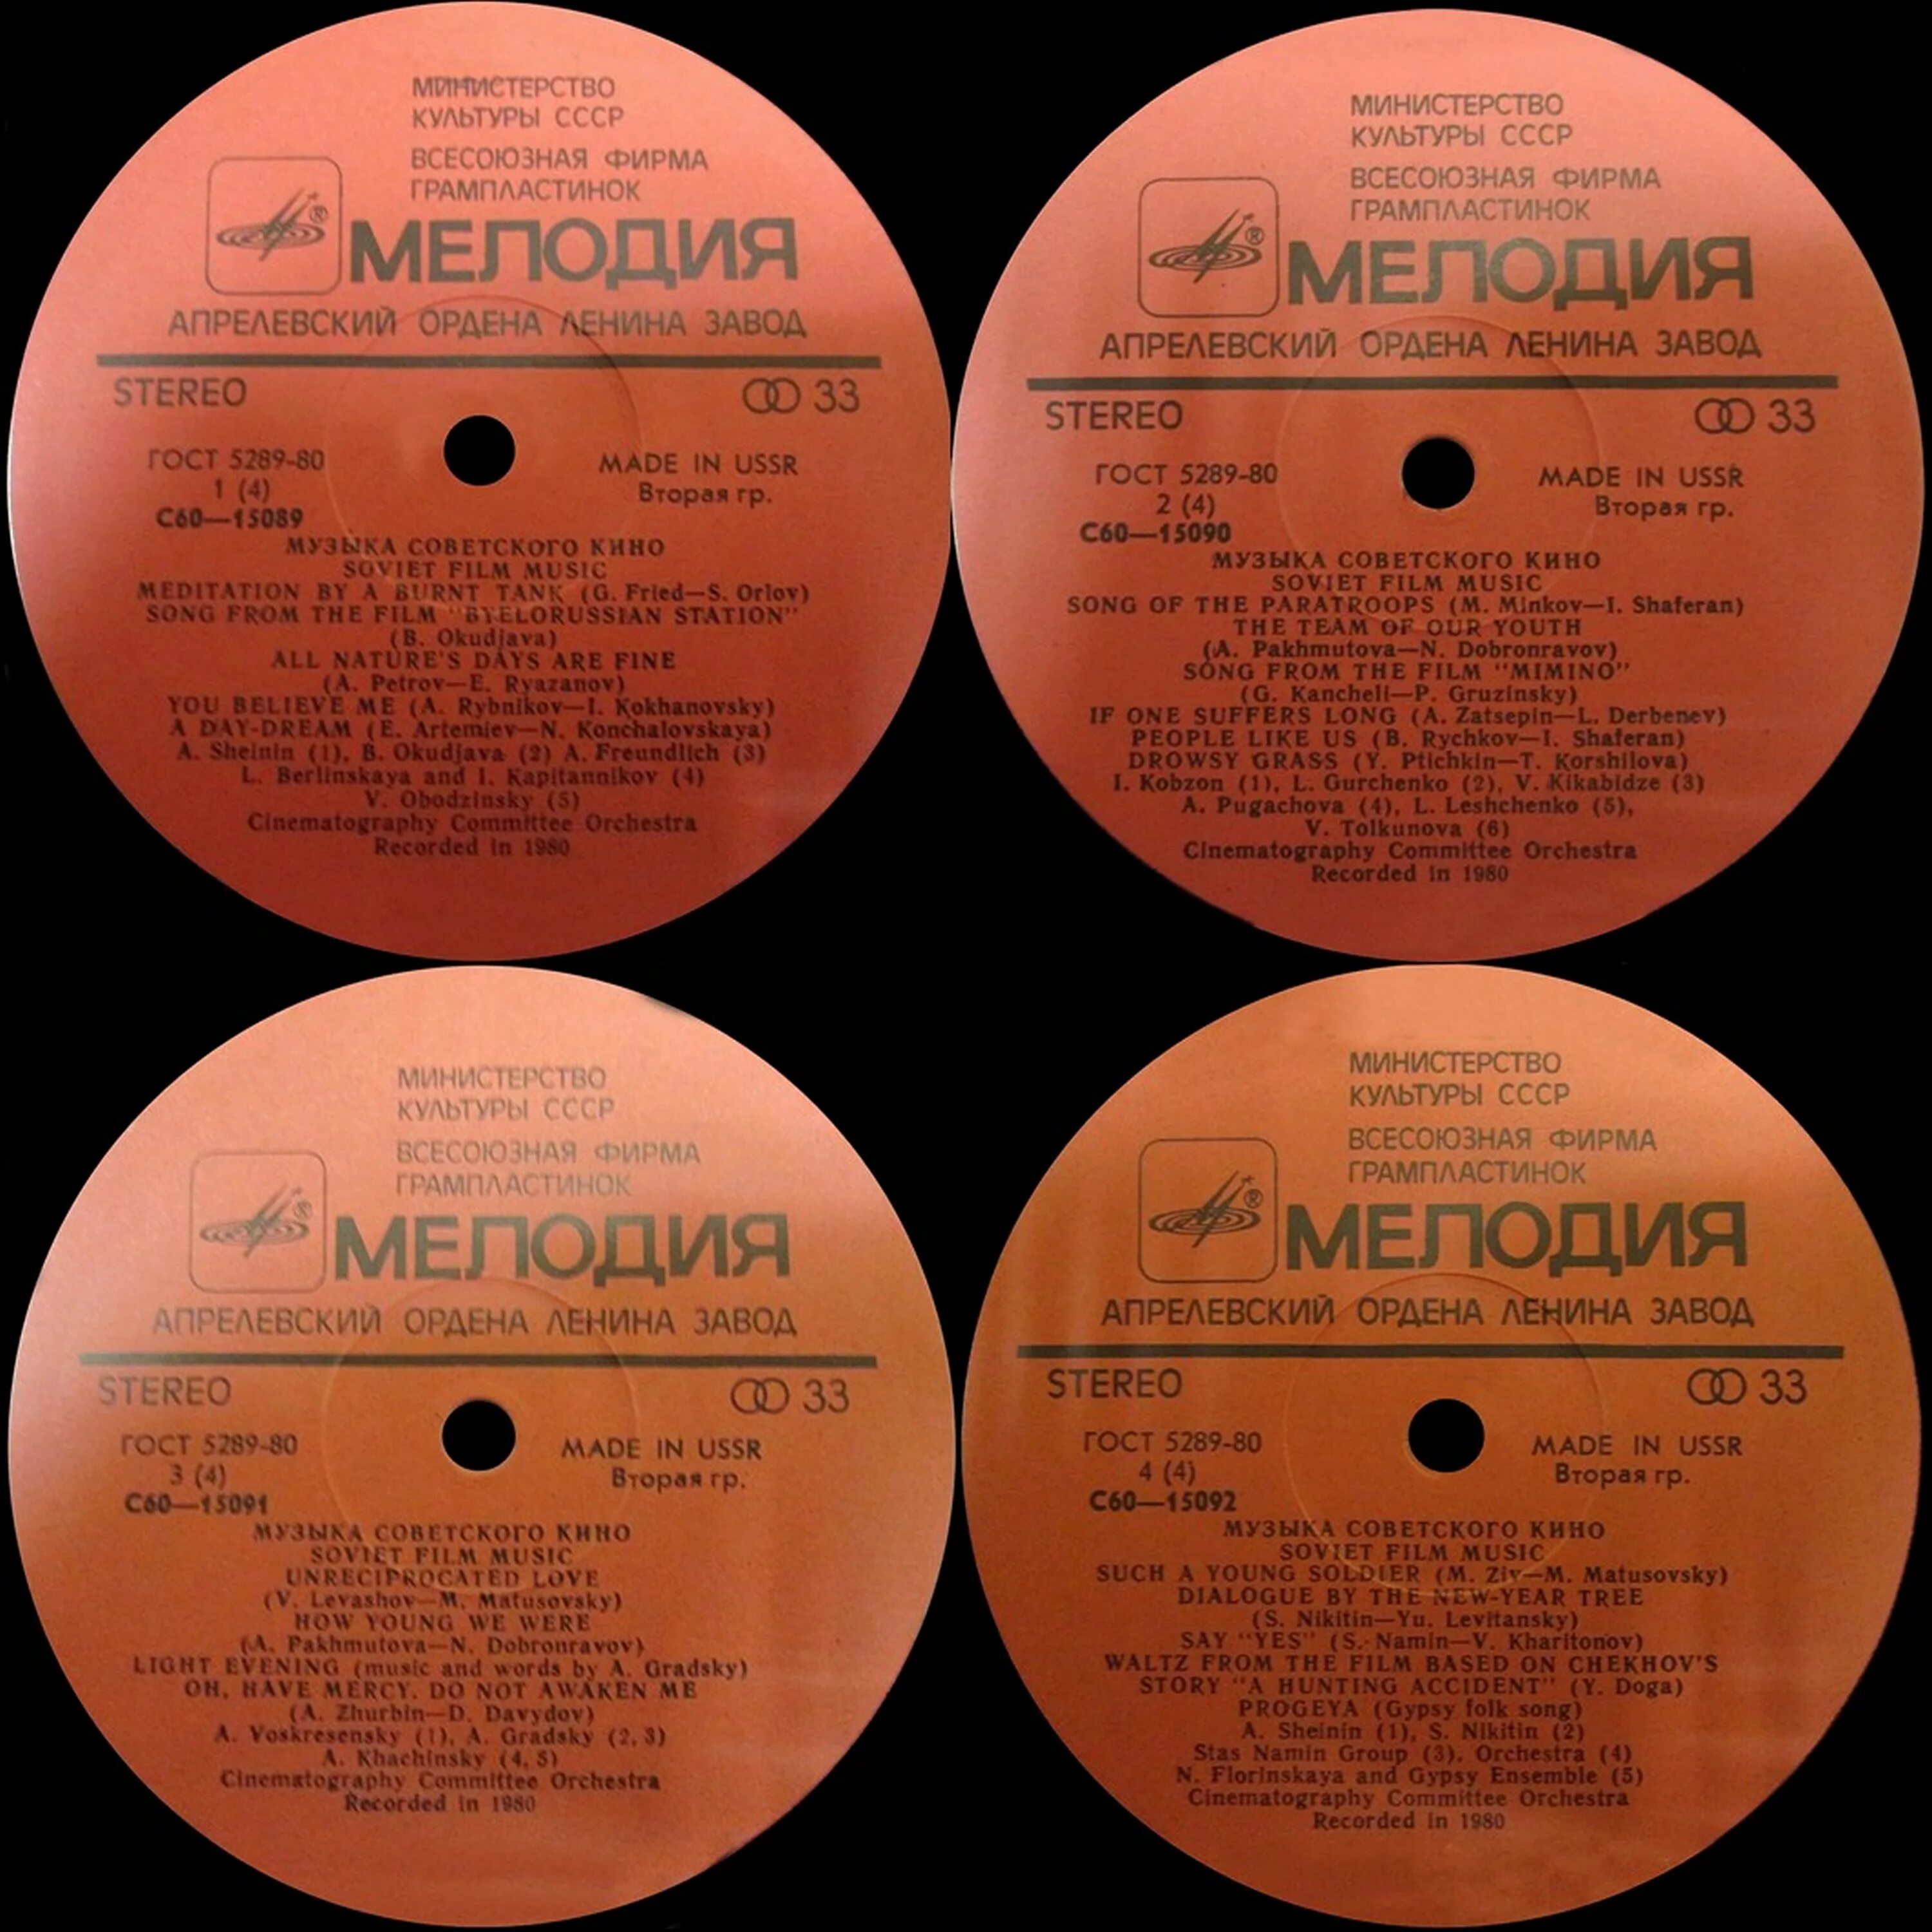 МИНИСТЕРСТВО
КУЛЬТУРЫ СССР
ВСЕСОЮЗНАЯ ФИРМА
ГРАМПЛАСТИНОК
® МЕЛОДИЯ
АПРЕЛЕВСКИЙ ОРДЕНА ЛЕНИНА ЗАВОД
STEREO 33
ГОСТ 5289-80 MADE IN USSR
1 (4) Вторая гр.
С60—15089
МУЗЫКА СОВЕТСКОГО КИНО
SOVIET FILM MUSIC
MEDITATION BY A BURNT TANK (G. Fried—S. Orlov)
SONG FROM THE FILM "BYELORUSSIAN STATION"
(B. Okudjava)
ALL NATURE'S DAYS ARE FINE
(A. Petrov—E. Ryazanov)
YOU BELIEVE ME (A. Rybnikov—I. Kokhanovsky)
A DAY-DREAM (E. Artemiev—N. Konchalovskaya)
A. Sheinin (1), B. Okudjava (2) A. Freundlich (3)
L. Berlinskaya and I. Kapitannikov (4)
V. Obodzinsky (5)
Cinematography Committee Orchestra
Recorded in 1980
МИНИСТЕРСТВО
КУЛЬТУРЫ СССР
ВСЕСОЮЗНАЯ ФИРМА
ГРАМПЛАСТИНОК
® МЕЛОДИЯ
АПРЕЛЕВСКИЙ ОРДЕНА ЛЕНИНА ЗАВОД
STEREO 33
ГОСТ 5289-80 MADE IN USSR
2 (4) Вторая гр.
С60—15090
МУЗЫКА СОВЕТСКОГО КИНО
SOVIET FILM MUSIC
SONG OF THE PARATROOPS (M. Minkov—I. Shaferan)
THE TEAM OF OUR YOUTH
(A. Pakhmutova—N. Dobronravov)
SONG FROM THE FILM "MIMINO"
(G. Kancheli—P. Gruzinsky)
IF ONE SUFFERS LONG (A. Zatsepin—L. Derbenev)
PEOPLE LIKE US (B. Rychkov—I. Shaferan)
DROWSY GRASS (Y. Ptichkin—T. Korshilova)
I. Kobzon (1), L. Gurchenko (2), V. Kikabidze (3)
A. Pugachova (4), L. Leshchenko (5),
V. Tolkunova (6)
Cinematography Committee Orchestra
Recorded in 1980
МИНИСТЕРСТВО
КУЛЬТУРЫ СССР
ВСЕСОЮЗНАЯ ФИРМА
ГРАМПЛАСТИНОК
® МЕЛОДИЯ
АПРЕЛЕВСКИЙ ОРДЕНА ЛЕНИНА ЗАВОД
STEREO 33
ГОСТ 5289-80 MADE IN USSR
3 (4) Вторая гр.
С60—15091
МУЗЫКА СОВЕТСКОГО КИНО
SOVIET FILM MUSIC
UNRECIPROCATED LOVE
(V. Levashov—M. Matusovsky)
HOW YOUNG WE WERE
(A. Pakhmutova—N. Dobronravov)
LIGHT EVENING (music and words by A. Gradsky)
OH, HAVE MERCY, DO NOT AWAKEN ME
(A. Zhurbin—D. Davydov)
A. Voskresensky (1), A. Gradsky (2, 3)
A. Khachinsky (4, 5)
Cinematography Committee Orchestra
Recorded in 1980
МИНИСТЕРСТВО
КУЛЬТУРЫ СССР
ВСЕСОЮЗНАЯ ФИРМА
ГРАМПЛАСТИНОК
® МЕЛОДИЯ
АПРЕЛЕВСКИЙ ОРДЕНА ЛЕНИНА ЗАВОД
STEREO 33
ГОСТ 5289-80 MADE IN USSR
4 (4) Вторая гр.
С60—15092
МУЗЫКА СОВЕТСКОГО КИНО
SOVIET FILM MUSIC
SUCH A YOUNG SOLDIER (M. Ziv—M. Matusovsky)
DIALOGUE BY THE NEW-YEAR TREE
(S. Nikitin—Yu. Levitansky)
SAY "YES" (S. Namin—V. Kharitonov)
WALTZ FROM THE FILM BASED ON CHEKHOV'S
STORY "A HUNTING ACCIDENT" (Y. Doga)
PROGEYA (Gypsy folk song)
A. Sheinin (1), S. Nikitin (2)
Stas Namin Group (3), Orchestra (4)
N. Florinskaya and Gypsy Ensemble (5)
Cinematography Committee Orchestra
Recorded in 1980